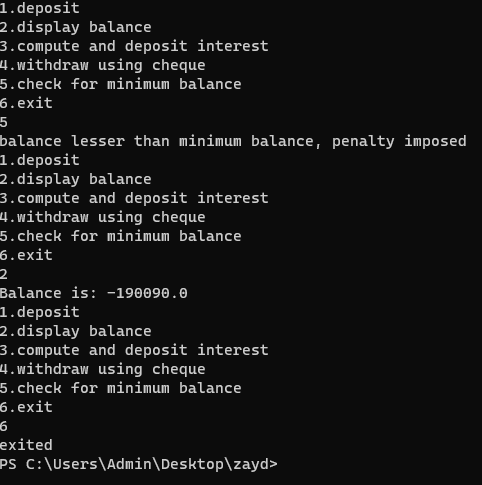 1.deposit
2.display balance
3.compute and deposit interest
4.withdraw using cheque
5.check for minimum balance
6.exit
5
balance lesser than minimum balance, penalty imposed
1.deposit
2.display balance
3.compute and deposit interest
4.withdraw using cheque
5.check for minimum balance
6.exit
2
Balance is: -190090.0
1.deposit
2.display balance
3.compute and deposit interest
4.withdraw using cheque
5.check for minimum balance
6.exit
6
exited
PS C:\Users\Admin\Desktop\zayd>